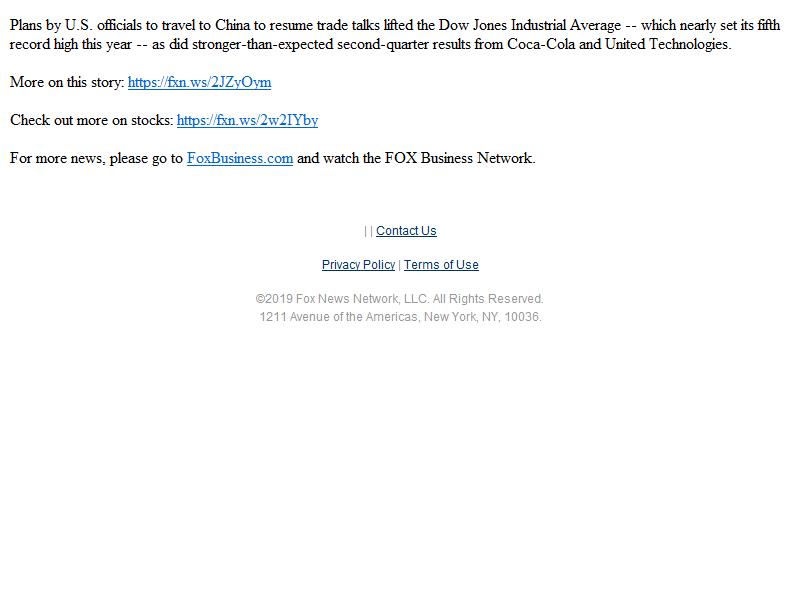 Plans by U.S. officials to travel to China to resume trade talks lifted the Dow Jones Industrial Average -- which nearly set its fifth
record high this year -- as did stronger-than-expected second-quarter results from Coca-Cola and United Technologies.
More on this story: https://fxn.ws/2JZyOym
Check out more on stocks: https://fxn.ws/2w2IYby
For more news, please go to FoxBusiness.com and watch the FOX Business Network.
| | Contact Us
Privacy Policy | Terms of Use
©2019 Fox News Network, LLC. All Rights Reserved.
1211 Avenue of the Americas, New York, NY, 10036.